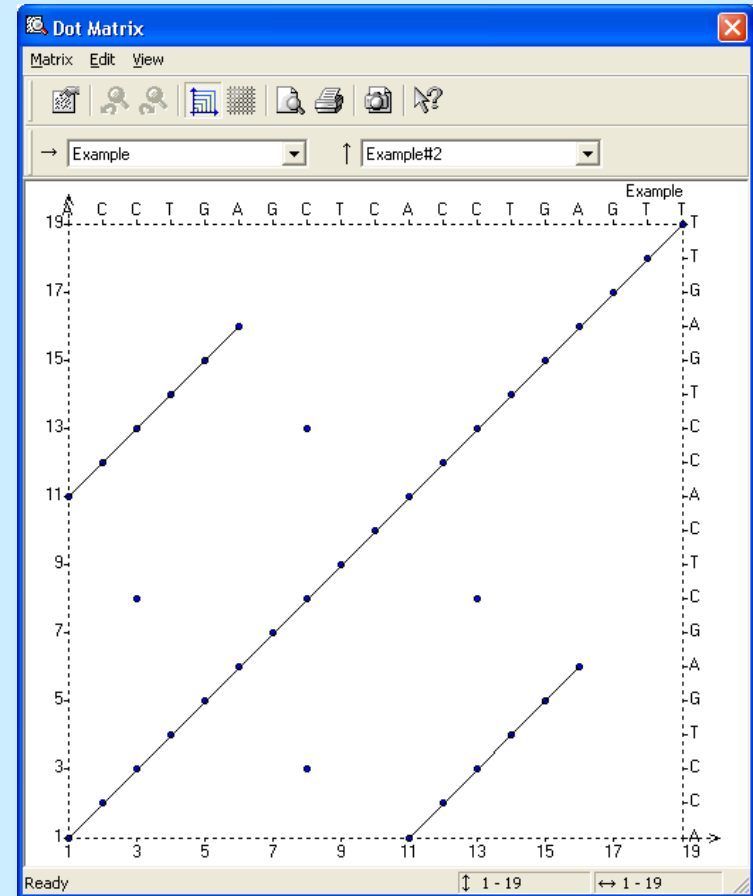 Dot Matrix
Matrix Edit View
→ Example ↑ Example#2
Example
A C C T G A G C T C A C C T G A G T T
19 T
T
17 G
A
15 G
T
13 C
C
11 A
C
9 T
C
7 G
A
5 G
T
3 C
C
1 A
1 3 5 7 9 11 13 15 17 19
Ready 1 - 19 1 - 19